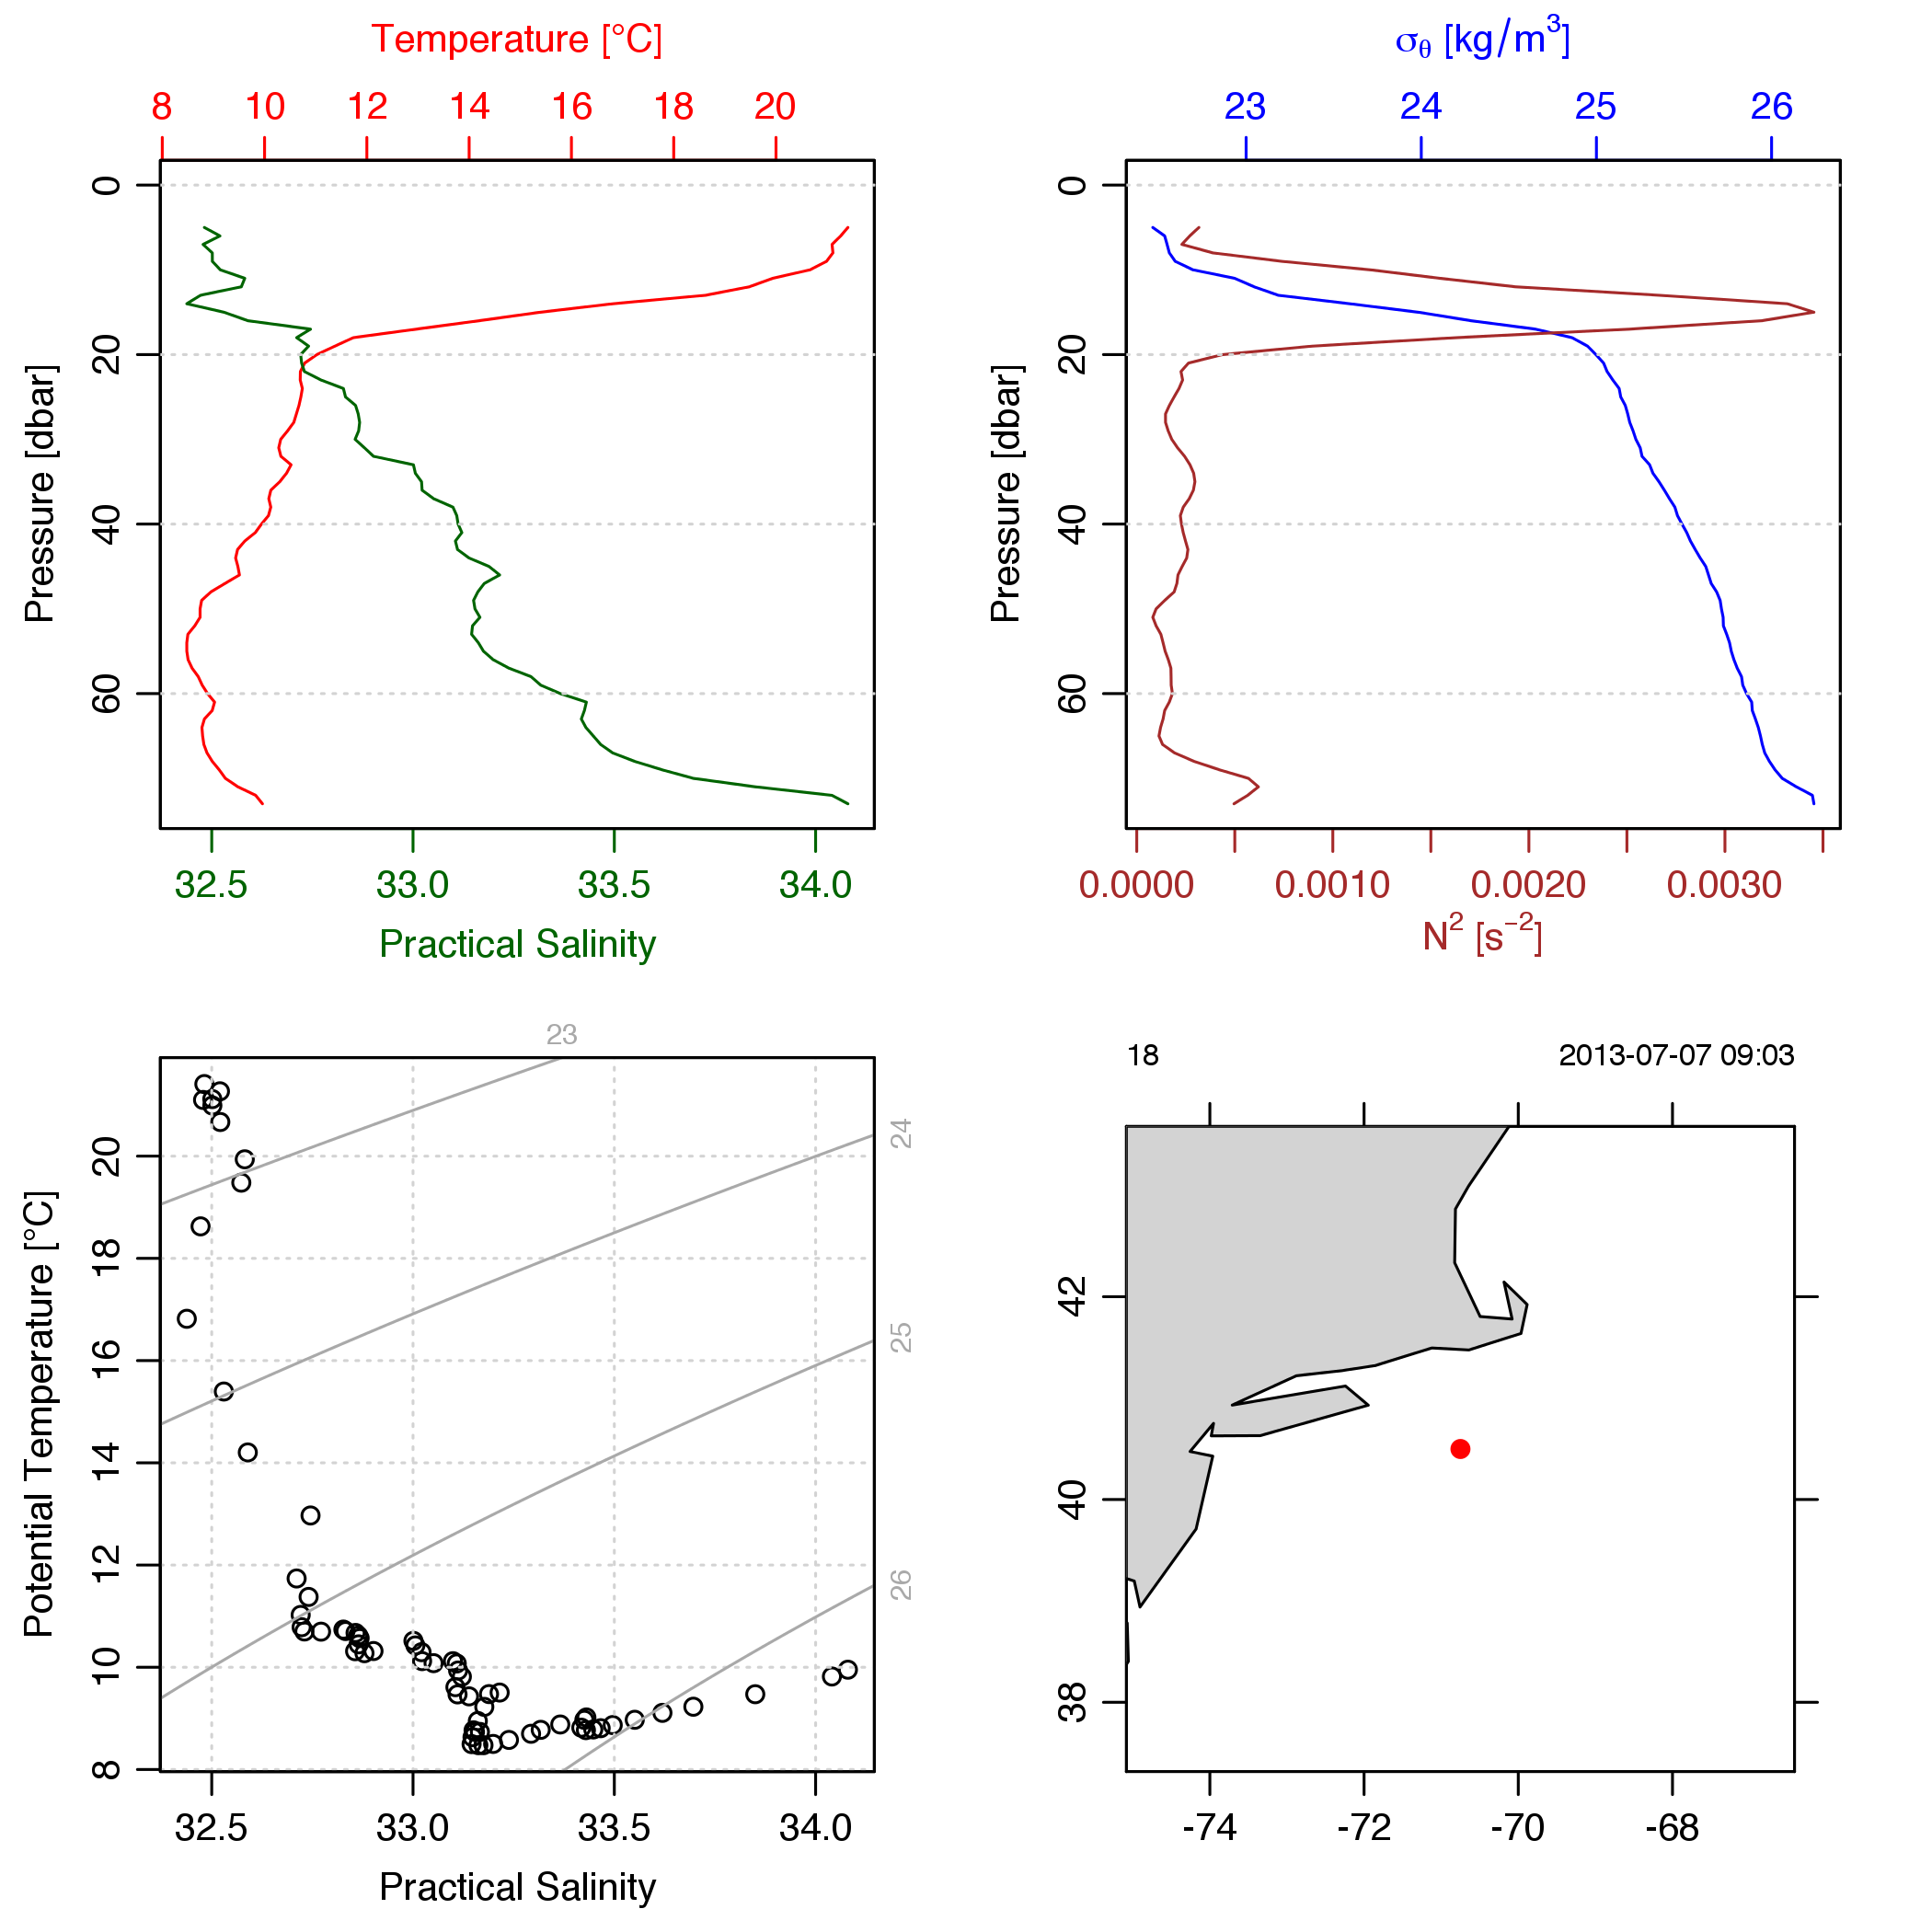 Temperature [°C]
8 10 12 14 16 18 20
0
20
40
60
Pressure [dbar]
32.5 33.0 33.5 34.0
Practical Salinity
σθ [kg/m³]
23 24 25 26
0
20
40
60
Pressure [dbar]
0.0000 0.0010 0.0020 0.0030
N² [s⁻²]
23
24
25
26
20
18
16
14
12
10
8
Potential Temperature [°C]
32.5 33.0 33.5 34.0
Practical Salinity
18 2013-07-07 09:03
42
40
38
-74 -72 -70 -68